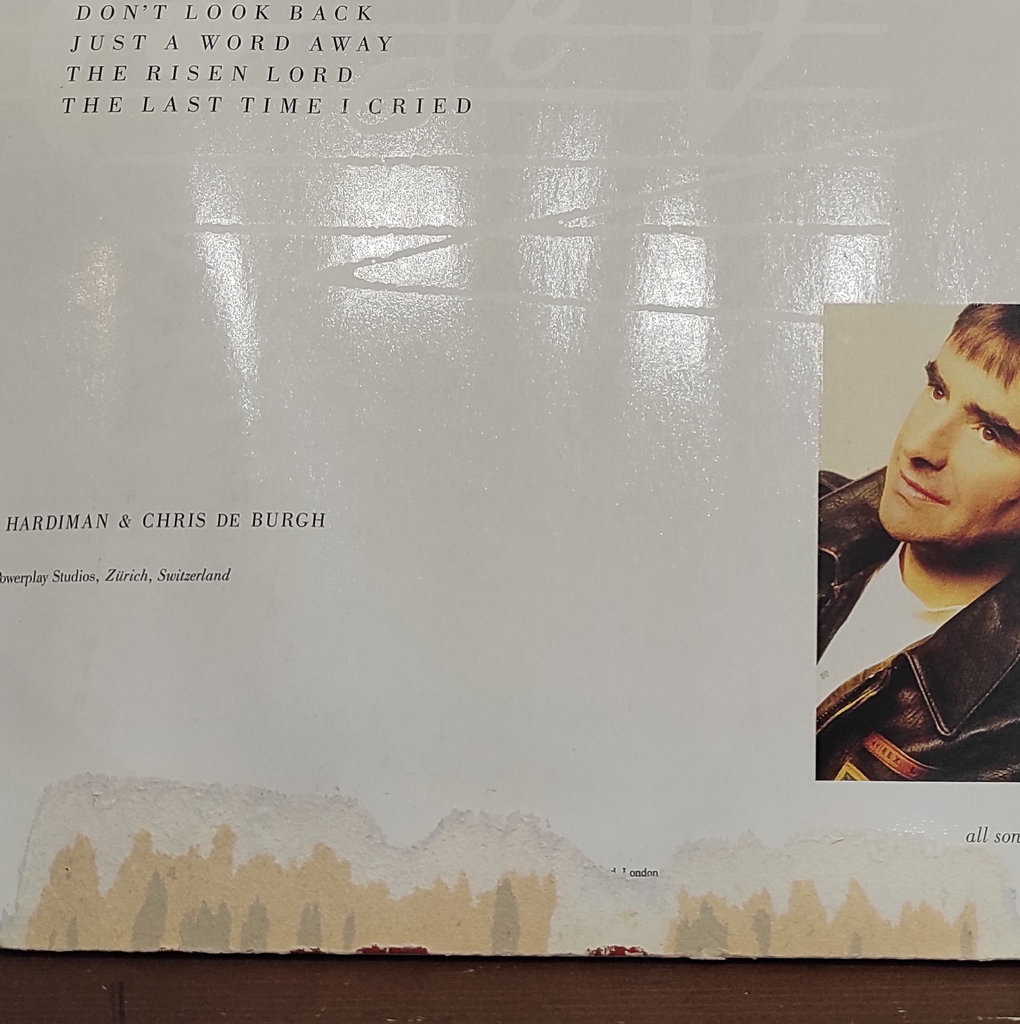 DON'T LOOK BACK
JUST A WORD AWAY
THE RISEN LORD
THE LAST TIME I CRIED
HARDIMAN & CHRIS DE BURGH
Powerplay Studios, Zürich, Switzerland
all son
London